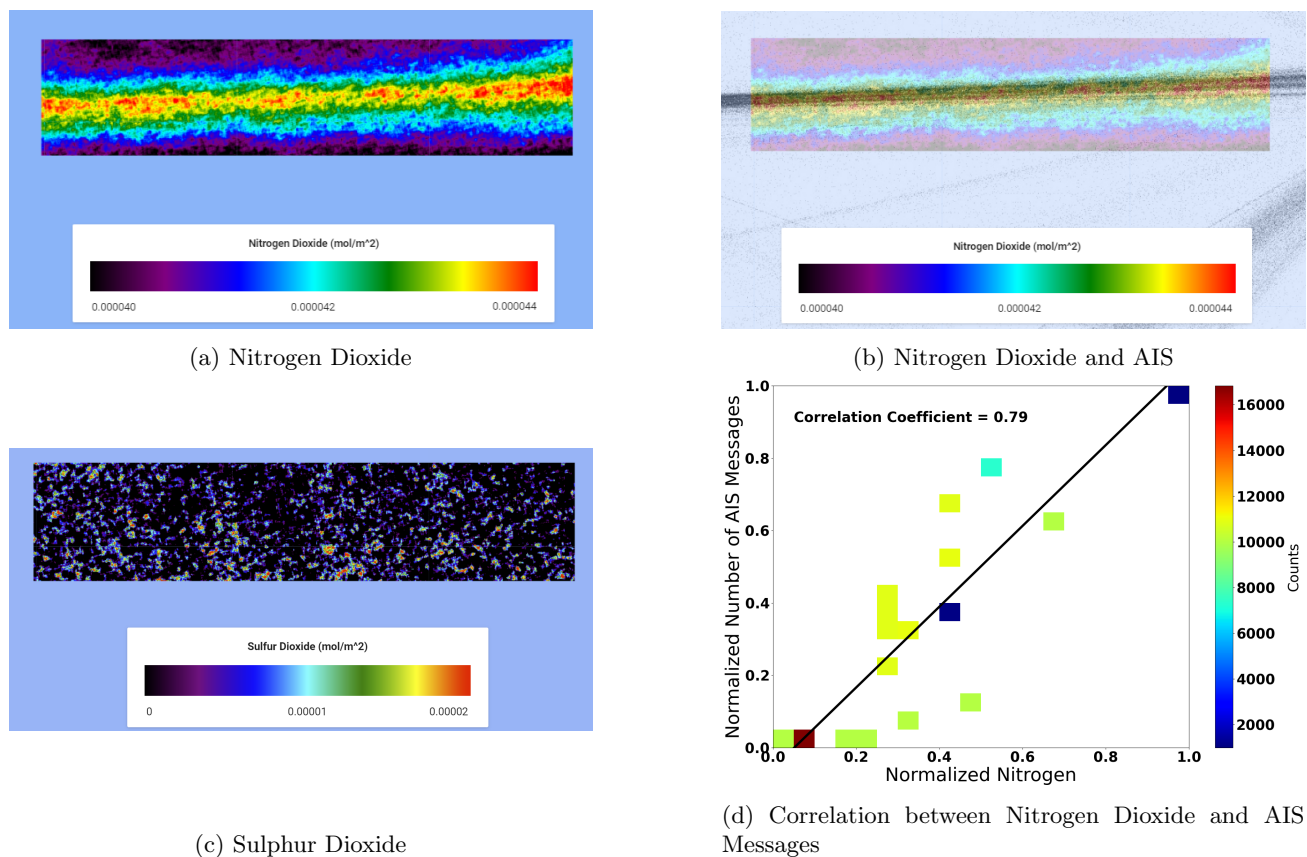 Nitrogen Dioxide (mol/m^2)
0.000040 0.000042 0.000044
(a) Nitrogen Dioxide
Nitrogen Dioxide (mol/m^2)
0.000040 0.000042 0.000044
(b) Nitrogen Dioxide and AIS
Sulfur Dioxide (mol/m^2)
0 0.00001 0.00002
(c) Sulphur Dioxide
Correlation Coefficient = 0.79
Normalized Number of AIS Messages
1.0
0.8
0.6
0.4
0.2
0.0
0.0 0.2 0.4 0.6 0.8 1.0
Normalized Nitrogen
16000
14000
12000
10000
8000
6000
4000
2000
Counts
(d) Correlation between Nitrogen Dioxide and AIS
Messages